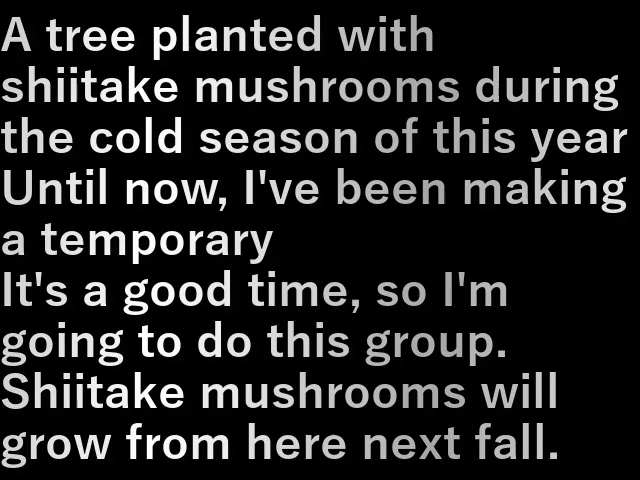 A tree planted with
shiitake mushrooms during
the cold season of this year
Until now, I've been making
a temporary
It's a good time, so I'm
going to do this group.
Shiitake mushrooms will
grow from here next fall.